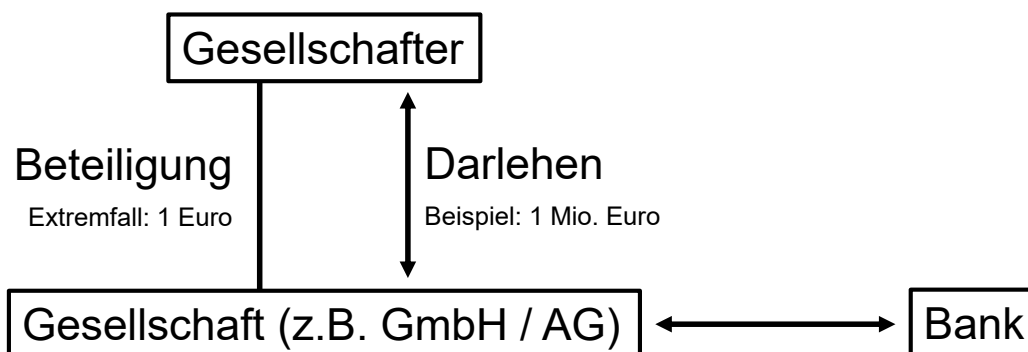 Gesellschafter
Beteiligung
Extremfall: 1 Euro
Darlehen
Beispiel: 1 Mio. Euro
Gesellschaft (z.B. GmbH / AG)
Bank